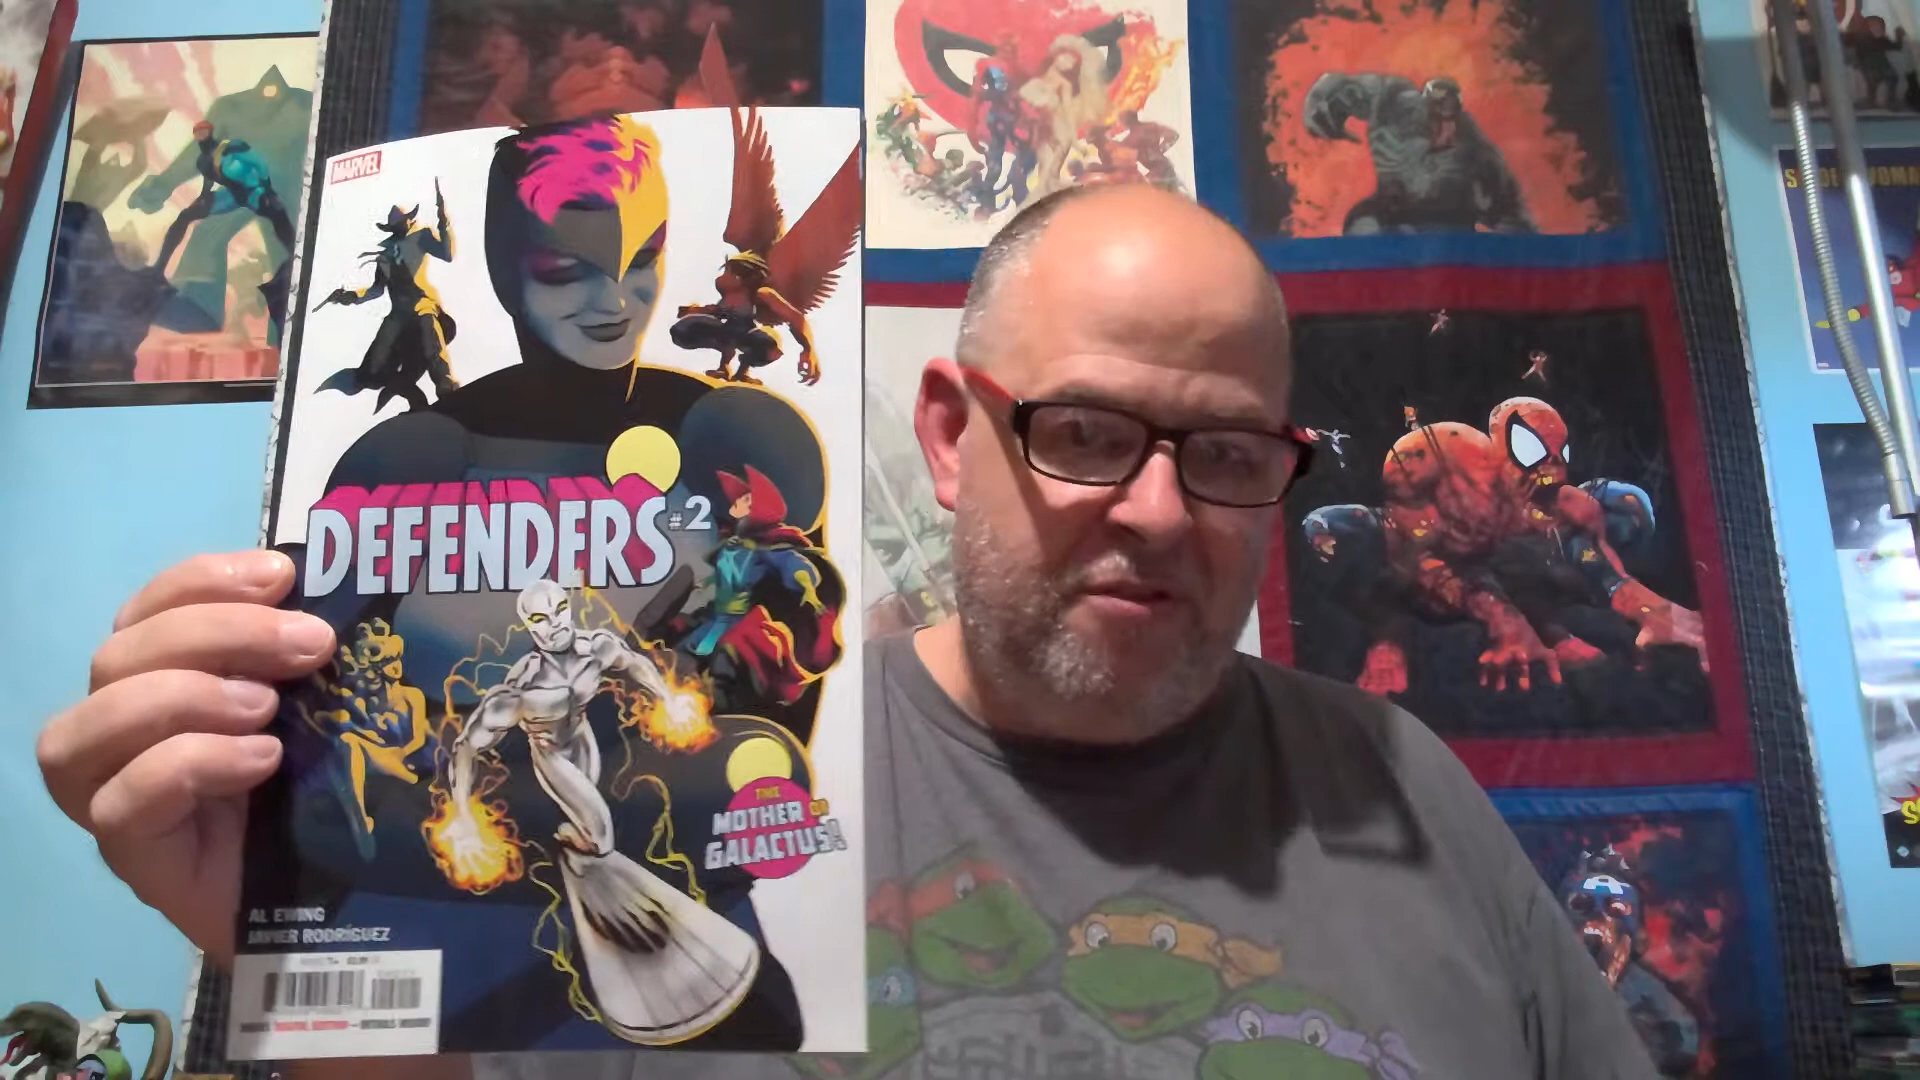 MARVEL
DEFENDERS #2
THE
MOTHER OF
GALACTUS!
AL EWING
JAVIER RODRÍGUEZ